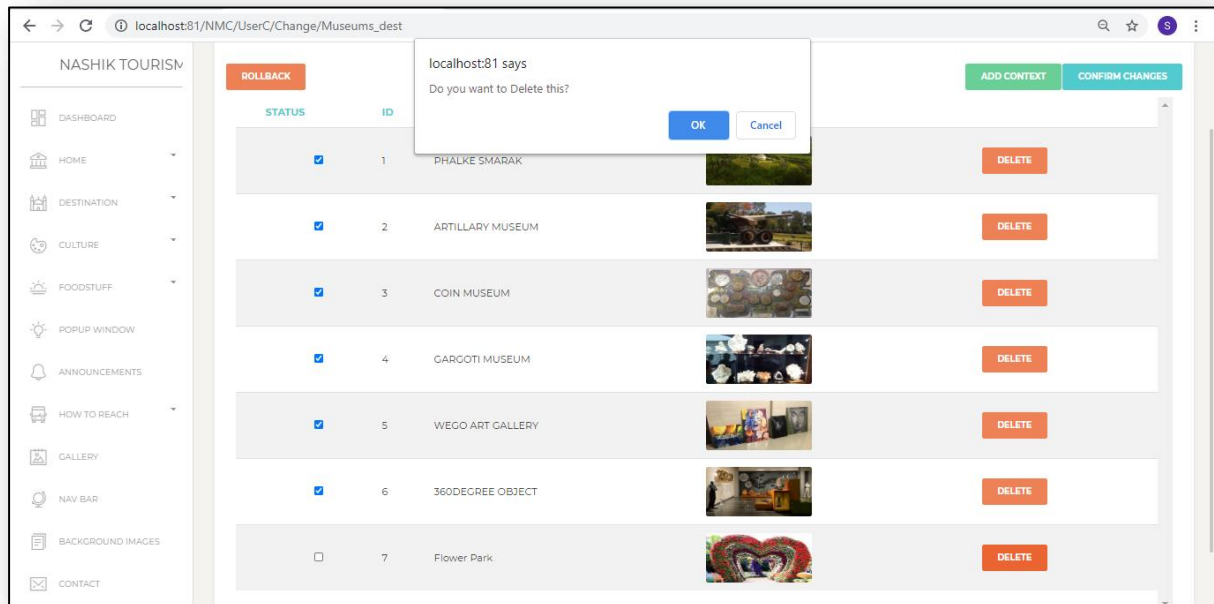 localhost:81/NMC/UserC/Change/Museums_dest
S
NASHIK TOURISM
DASHBOARD
HOME
DESTINATION
CULTURE
FOODSTUFF
POPUP WINDOW
ANNOUNCEMENTS
HOW TO REACH
GALLERY
NAV BAR
BACKGROUND IMAGES
CONTACT
localhost:81 says
Do you want to Delete this?
OK Cancel
ROLLBACK ADD CONTEXT CONFIRM CHANGES
STATUS ID
1 PHALKE SMARAK DELETE
2 ARTILLARY MUSEUM DELETE
3 COIN MUSEUM DELETE
4 GARGOTI MUSEUM DELETE
5 WEGO ART GALLERY DELETE
6 360DEGREE OBJECT DELETE
7 Flower Park DELETE